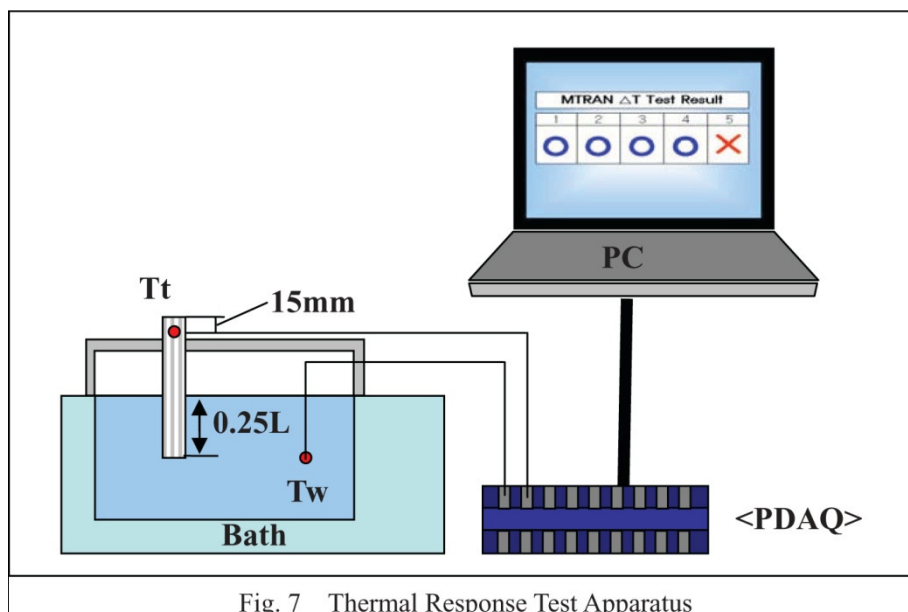 MTRAN △T Test Result
1 2 3 4 5
O O O O X
PC
Tt
15mm
0.25L
Tw
Bath
<PDAQ>
Fig. 7 Thermal Response Test Apparatus